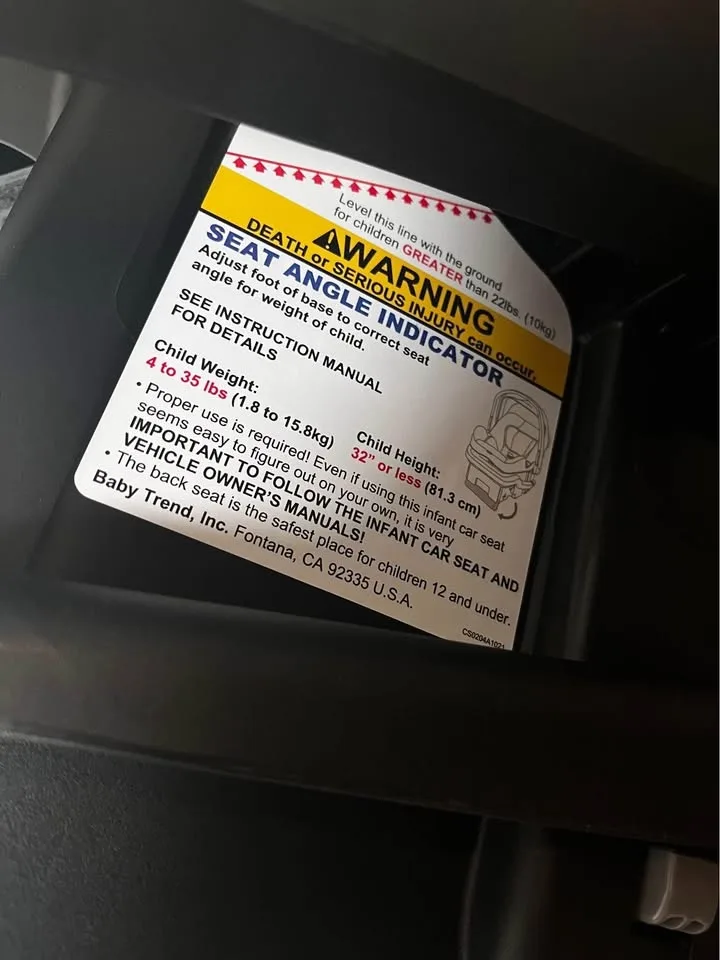 Level this line with the ground
for children GREATER than 22lbs. (10kg)
WARNING
DEATH or SERIOUS INJURY can occur.
SEAT ANGLE INDICATOR
Adjust foot of base to correct seat
angle for weight of child.
SEE INSTRUCTION MANUAL
FOR DETAILS
Child Weight:
4 to 35 lbs (1.8 to 15.8kg)
Child Height:
32" or less (81.3 cm)
• Proper use is required! Even if using this infant car seat
seems easy to figure out on your own, it is very
IMPORTANT TO FOLLOW THE INFANT CAR SEAT AND
VEHICLE OWNER'S MANUALS!
• The back seat is the safest place for children 12 and under.
Baby Trend, Inc. Fontana, CA 92335 U.S.A.
CS0204A1021